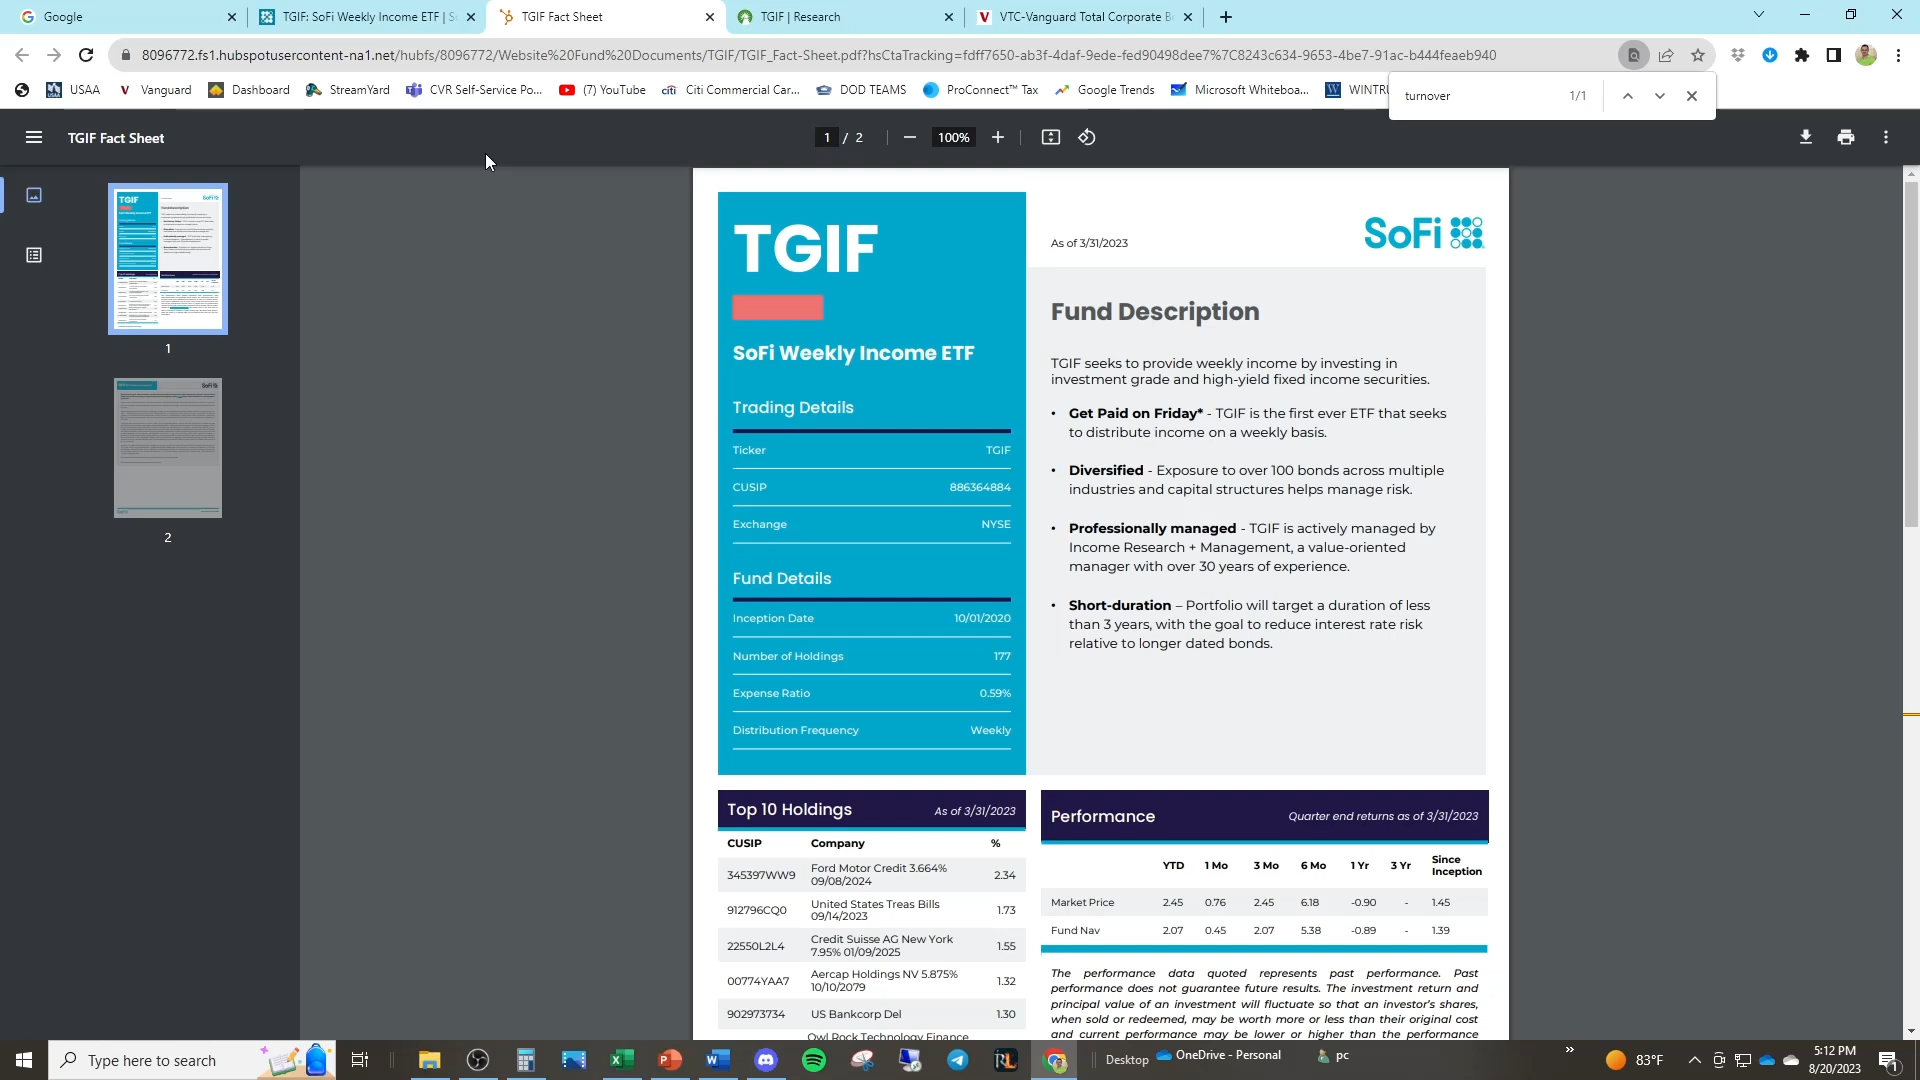 Google
TGIF: SoFi Weekly Income ETF | S
TGIF Fact Sheet
TGIF | Research
VTC-Vanguard Total Corporate B
8096772.fs1.hubspotusercontent-na1.net/hubfs/8096772/Website%20Fund%20Documents/TGIF/TGIF_Fact-Sheet.pdf?hsCtaTracking=fdff7650-ab3f-4daf-9ede-fed90498dee7%7C8243c634-9653-4be7-91ac-b444feaeb940
USAA
Vanguard
Dashboard
StreamYard
CVR Self-Service Po...
(7) YouTube
Citi Commercial Car...
DOD TEAMS
ProConnect™ Tax
Google Trends
Microsoft Whiteboa...
WINTR
turnover 1/1
TGIF Fact Sheet
1 / 2
100%
1
2
TGIF
As of 3/31/2023
SoFi
SoFi Weekly Income ETF
Trading Details
Ticker TGIF
CUSIP 886364884
Exchange NYSE
Fund Details
Inception Date 10/01/2020
Number of Holdings 177
Expense Ratio 0.59%
Distribution Frequency Weekly
Fund Description
TGIF seeks to provide weekly income by investing in
investment grade and high-yield fixed income securities.
• Get Paid on Friday* - TGIF is the first ever ETF that seeks
to distribute income on a weekly basis.
• Diversified - Exposure to over 100 bonds across multiple
industries and capital structures helps manage risk.
• Professionally managed - TGIF is actively managed by
Income Research + Management, a value-oriented
manager with over 30 years of experience.
• Short-duration – Portfolio will target a duration of less
than 3 years, with the goal to reduce interest rate risk
relative to longer dated bonds.
Top 10 Holdings As of 3/31/2023
CUSIP Company %
345397WW9 Ford Motor Credit 3.664% 2.34
09/08/2024
912796CQ0 United States Treas Bills 1.73
09/14/2023
22550L2L4 Credit Suisse AG New York 1.55
7.95% 01/09/2025
00774YAA7 Aercap Holdings NV 5.875% 1.32
10/10/2079
902973734 US Bankcorp Del 1.30
Owl Rock Technology Finance
Performance Quarter end returns as of 3/31/2023
YTD 1 Mo 3 Mo 6 Mo 1 Yr 3 Yr Since
Inception
Market Price 2.45 0.76 2.45 6.18 -0.90 - 1.45
Fund Nav 2.07 0.45 2.07 5.38 -0.89 - 1.39
The performance data quoted represents past performance. Past
performance does not guarantee future results. The investment return and
principal value of an investment will fluctuate so that an investor's shares,
when sold or redeemed, may be worth more or less than their original cost
and current performance may be lower or higher than the performance
Type here to search
Desktop
OneDrive - Personal
pc
83°F
5:12 PM
8/20/2023
1